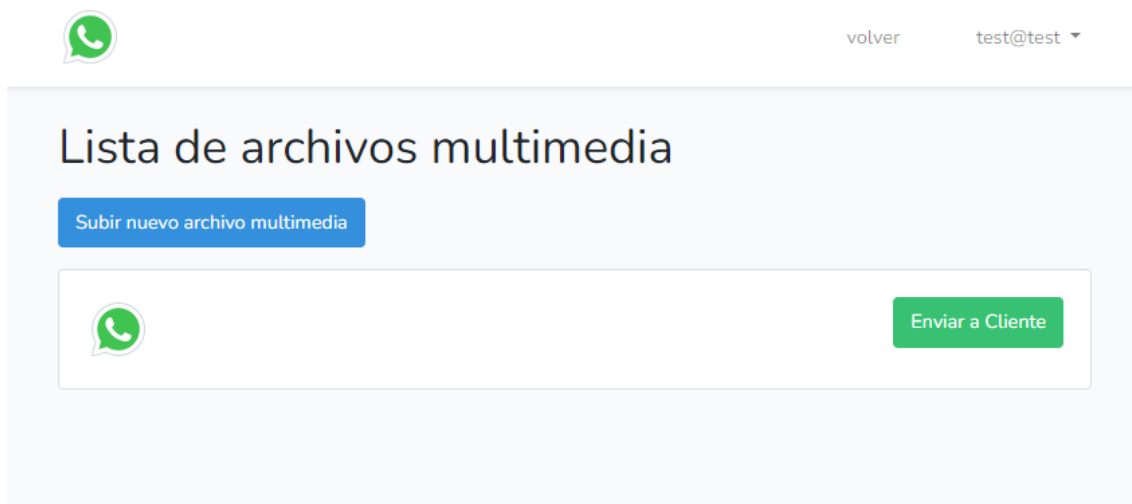 volver test@test
Lista de archivos multimedia
Subir nuevo archivo multimedia
Enviar a Cliente